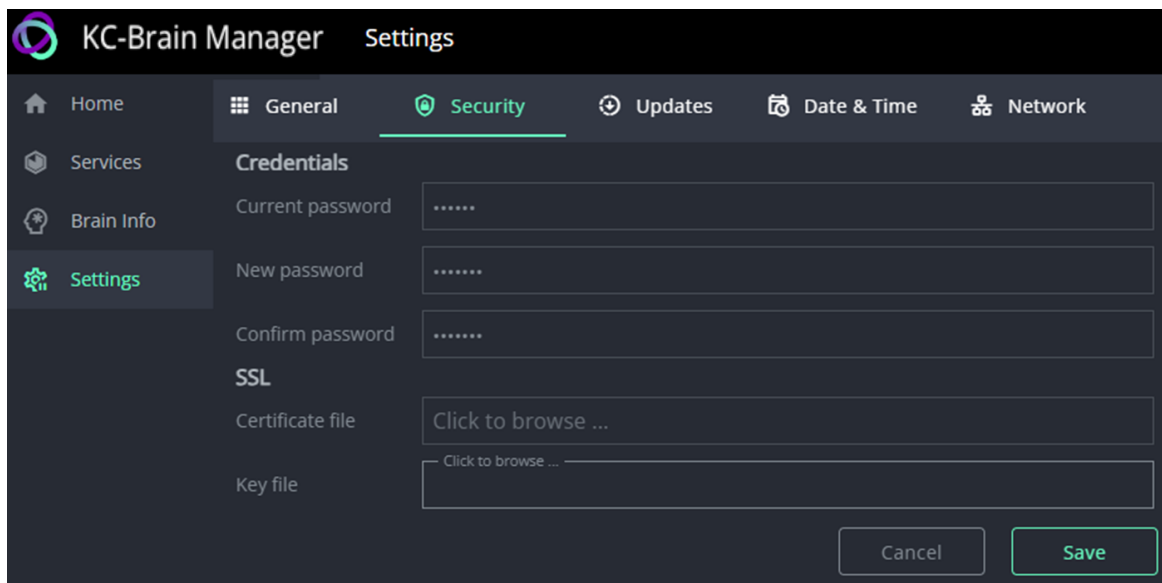 KC-Brain Manager Settings
Home
Services
Brain Info
Settings
General Security Updates Date & Time Network
Credentials
Current password ••••••
New password •••••••
Confirm password •••••••
SSL
Certificate file Click to browse ...
Click to browse ...
Key file
Cancel Save